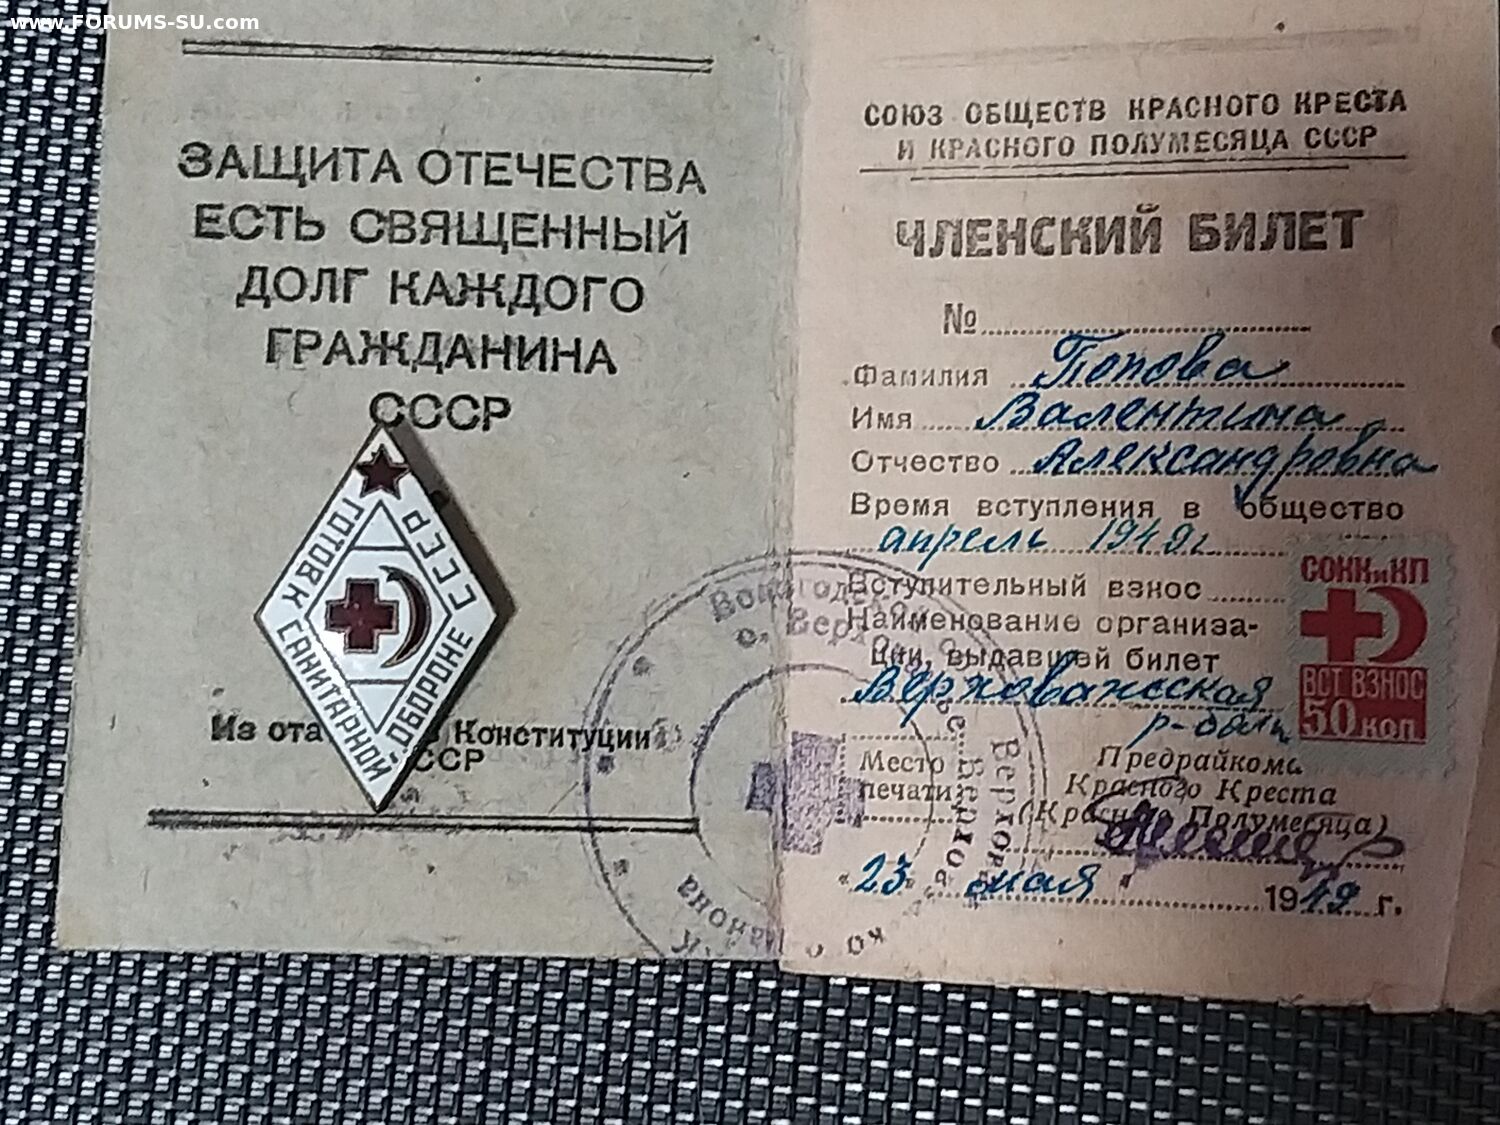 www.FORUMS-SU.com
ЗАЩИТА ОТЕЧЕСТВА
ЕСТЬ СВЯЩЕННЫЙ
ДОЛГ КАЖДОГО
ГРАЖДАНИНА
СССР
ГОТОВ К САНИТАРНОЙ ОБОРОНЕ СССР
Из ста Конституции
ССР
СОЮЗ ОБЩЕСТВ КРАСНОГО КРЕСТА
И КРАСНОГО ПОЛУМЕСЯЦА СССР
ЧЛЕНСКИЙ БИЛЕТ
№
Фамилия Попова
Имя Валентина
Отчество Александровна
Время вступления в общество
апрель 1949 г.
Вступительный взнос
Наименование организа-
ции, выдавшей билет
Верховажская
р-больн
СОКК и КП
ВСТ ВЗНОС
50 коп.
Место
печати
Предрайкома
Красного Креста
(Красного Полумесяца)
"23" мая 1949 г.